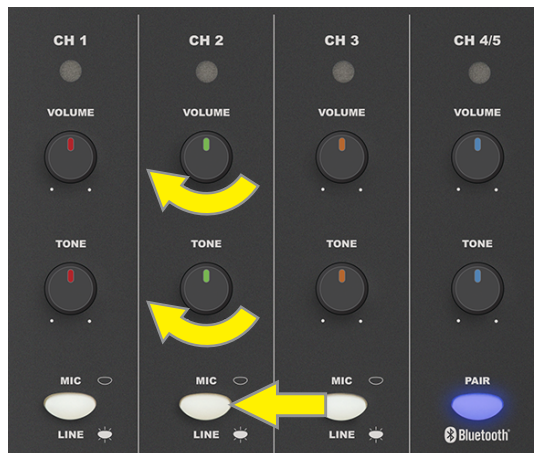 CH 1 CH 2 CH 3 CH 4/5
VOLUME VOLUME VOLUME VOLUME
TONE TONE TONE TONE
MIC MIC MIC PAIR
LINE LINE LINE Bluetooth